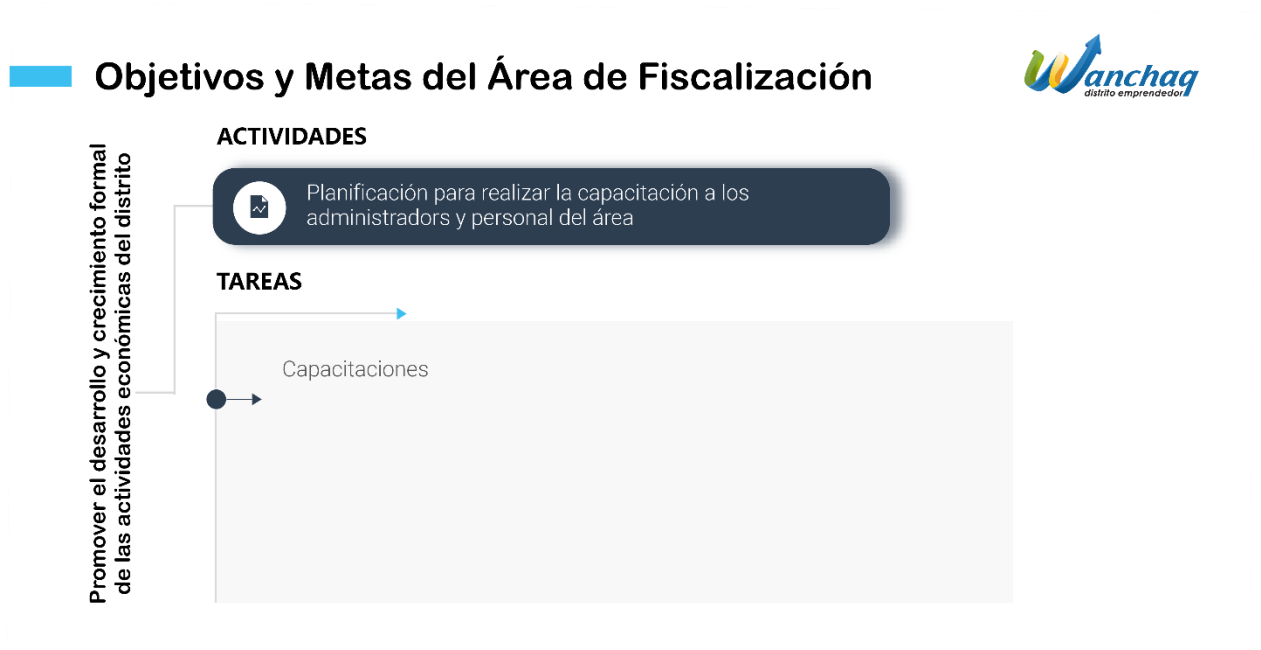 Objetivos y Metas del Área de Fiscalización
Wanchaq
distrito emprendedor
Promover el desarrollo y crecimiento formal
de las actividades económicas del distrito
ACTIVIDADES
Planificación para realizar la capacitación a los
administradors y personal del área
TAREAS
Capacitaciones